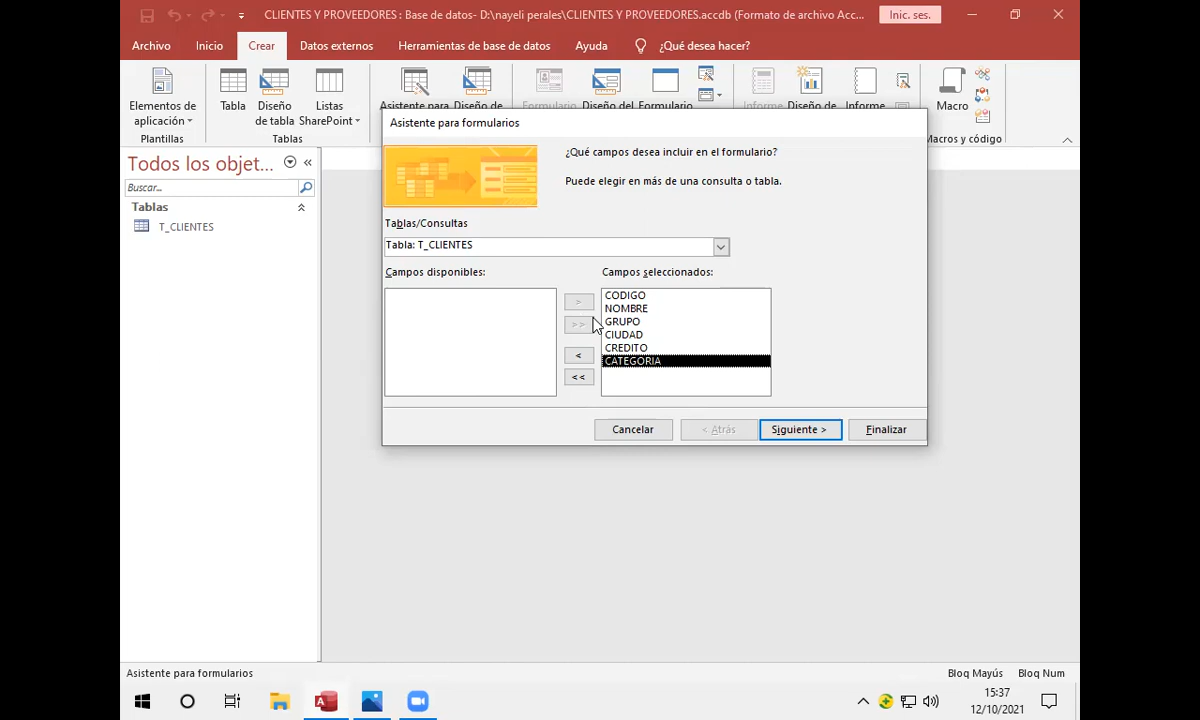 CLIENTES Y PROVEEDORES : Base de datos- D:\nayeli perales\CLIENTES Y PROVEEDORES.accdb (Formato de archivo Acc...
Inic. ses.
Archivo
Inicio
Crear
Datos externos
Herramientas de base de datos
Ayuda
¿Qué desea hacer?
Elementos de
aplicación
Plantillas
Tabla
Diseño
de tabla
Listas
SharePoint
Tablas
Asistente para
Diseño de
Formulario
Diseño del
Formulario
Informe
Diseño de
Informe
Macro
Macros y código
Todos los objet...
Buscar...
Tablas
T_CLIENTES
Asistente para formularios
¿Qué campos desea incluir en el formulario?
Puede elegir en más de una consulta o tabla.
Tablas/Consultas
Tabla: T_CLIENTES
Campos disponibles:
Campos seleccionados:
>
>>
<
<<
CODIGO
NOMBRE
GRUPO
CIUDAD
CREDITO
CATEGORIA
Cancelar
< Atrás
Siguiente >
Finalizar
Asistente para formularios
Bloq Mayús
Bloq Num
15:37
12/10/2021